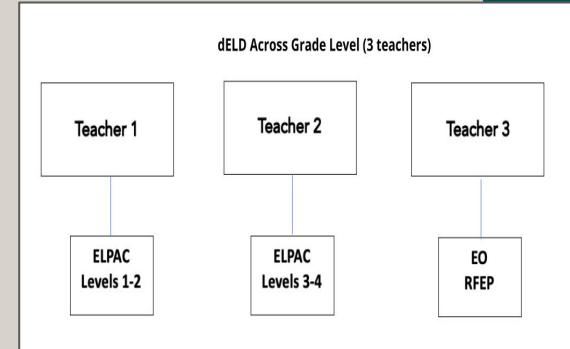 dELD Across Grade Level (3 teachers)
Teacher 1
Teacher 2
Teacher 3
ELPAC
Levels 1-2
ELPAC
Levels 3-4
EO
RFEP